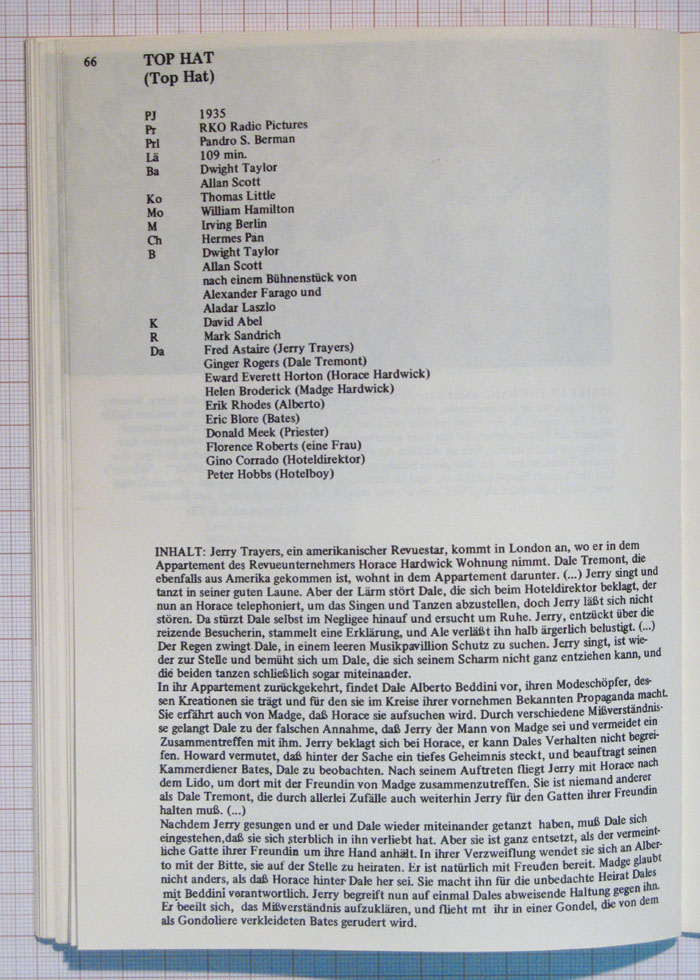 66
TOP HAT
(Top Hat)
PJ 1935
Pr RKO Radic Pictures
Prl Pandro S. Berman
Lä 109 min.
Ba Dwight Taylor
Allan Scott
Ko Thomas Little
Mo William Hamilton
M Irving Berlin
Ch Hermes Pan
B Dwight Taylor
Allan Scott
nach einem Bühnenstück von
Alexander Farago und
Aladar Laszlo
K David Abel
R Mark Sandrich
Da Fred Astaire (Jerry Trayers)
Ginger Rogers (Dale Tremont)
Eward Everett Horton (Horace Hardwick)
Helen Broderick (Madge Hardwick)
Erik Rhodes (Alberto)
Eric Blore (Bates)
Donald Meek (Priester)
Florence Roberts (eine Frau)
Gino Corrado (Hoteldirektor)
Peter Hobbs (Hotelboy)
INHALT: Jerry Trayers, ein amerikanischer Revuestar, kommt in London an, wo er in dem
Appartement des Revueunternehmers Horace Hardwick Wohnung nimmt. Dale Tremont, die
ebenfalls aus Amerika gekommen ist, wohnt in dem Appartement darunter. (...) Jerry singt und
tanzt in seiner guten Laune. Aber der Lärm stört Dale, die sich beim Hoteldirektor beklagt, der
nun an Horace telephoniert, um das Singen und Tanzen abzustellen, doch Jerry läßt sich nicht
stören. Da stürzt Dale selbst im Negligee hinauf und ersucht um Ruhe. Jerry, entzückt über die
reizende Besucherin, stammelt eine Erklärung, und Ale verläßt ihn halb ärgerlich belustigt. (...)
Der Regen zwingt Dale, in einem leeren Musikpavillion Schutz zu suchen. Jerry singt, ist wie-
der zur Stelle und bemüht sich um Dale, die sich seinem Scharm nicht ganz entziehen kann, und
die beiden tanzen schließlich sogar miteinander.
In ihr Appartement zurückgekehrt, findet Dale Alberto Beddini vor, ihren Modeschöpfer, des-
sen Kreationen sie trägt und für den sie im Kreise ihrer vornehmen Bekannten Propaganda macht.
Sie erfährt auch von Madge, daß Horace sie aufsuchen wird. Durch verschiedene Mißverständnis-
se gelangt Dale zu der falschen Annahme, daß Jerry der Mann von Madge sei und vermeidet ein
Zusammentreffen mit ihm. Jerry beklagt sich bei Horace, er kann Dales Verhalten nicht begrei-
fen. Howard vermutet, daß hinter der Sache ein tiefes Geheimnis steckt, und beauftragt seinen
Kammerdiener Bates, Dale zu beobachten. Nach seinem Auftreten fliegt Jerry mit Horace nach
dem Lido, um dort mit der Freundin von Madge zusammenzutreffen. Sie ist niemand anderer
als Dale Tremont, die durch allerlei Zufälle auch weiterhin Jerry für den Gatten ihrer Freundin
halten muß. (...)
Nachdem Jerry gesungen und er und Dale wieder miteinander getanzt haben, muß Dale sich
eingestehen,daß sie sich sterblich in ihn verliebt hat. Aber sie ist ganz entsetzt, als der vermeint-
liche Gatte ihrer Freundin um ihre Hand anhält. In ihrer Verzweiflung wendet sie sich an Alber-
to mit der Bitte, sie auf der Stelle zu heiraten. Er ist natürlich mit Freuden bereit. Madge glaubt
nicht anders, als daß Horace hinter Dale her sei. Sie macht ihn für die unbedachte Heirat Dales
mit Beddini verantwortlich. Jerry begreift nun auf einmal Dales abweisende Haltung gegen ihn.
Er beeilt sich, das Mißverständnis aufzuklären, und flieht mt ihr in einer Gondel, die von dem
als Gondoliere verkleideten Bates gerudert wird.